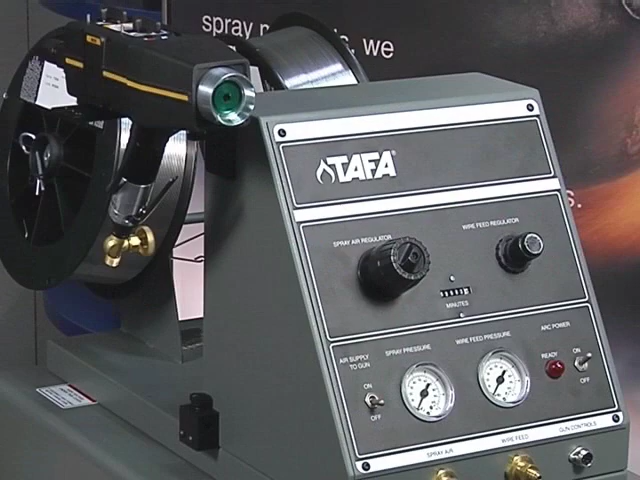 we
s.
TAFA®
SPRAY AIR REGULATOR
WIRE FEED REGULATOR
MINUTES
AIR SUPPLY
TO GUN
SPRAY PRESSURE
WIRE FEED PRESSURE
ARC POWER
READY
ON
OFF
ON
OFF
SPRAY AIR
WIRE FEED
GUN CONTROLS